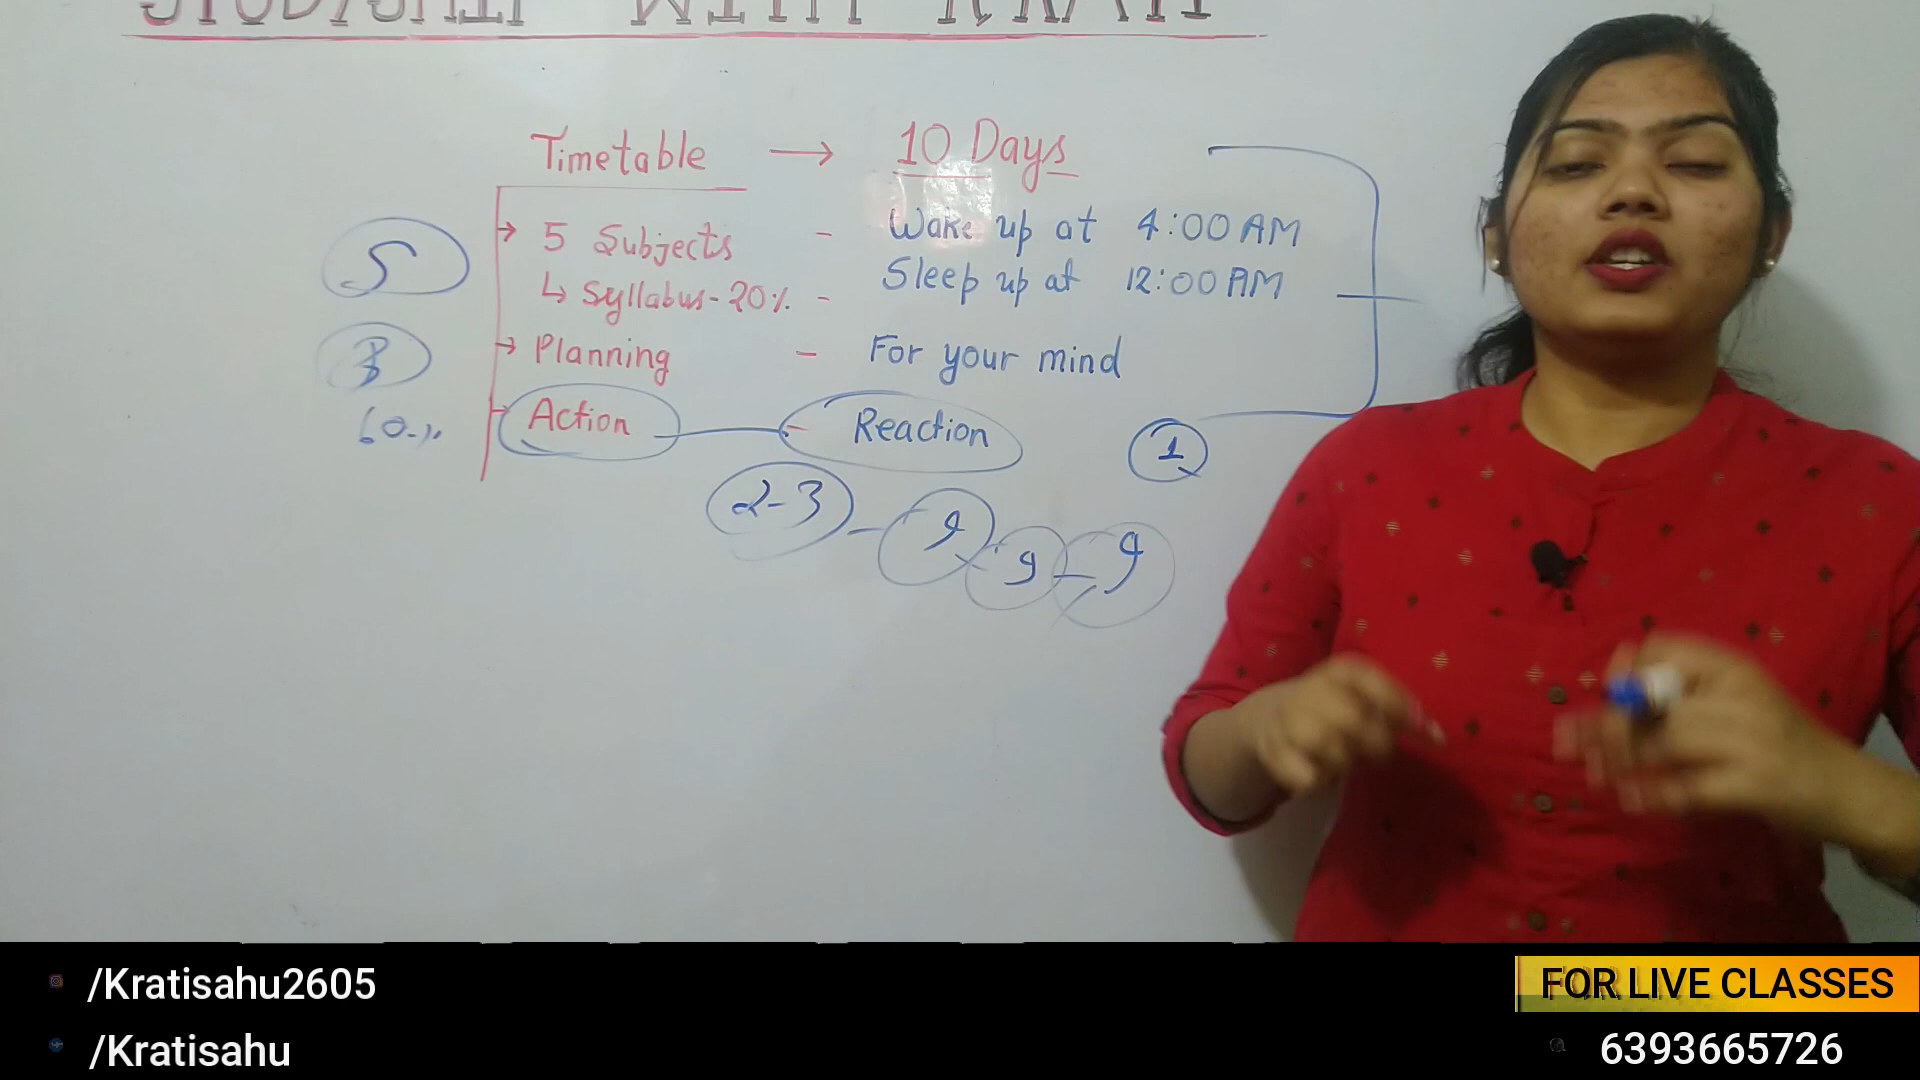 WITH
Timetable → 10 Days
→ 5 Subjects - Wake up at 4:00 AM
↳ Syllabus - 20% - Sleep up at 12:00 AM
→ Planning - For your mind
→ Action - Reaction
5
60%
1
2-3 - 9 - 9 - 9
/Kratisahu2605
/Kratisahu
FOR LIVE CLASSES
6393665726